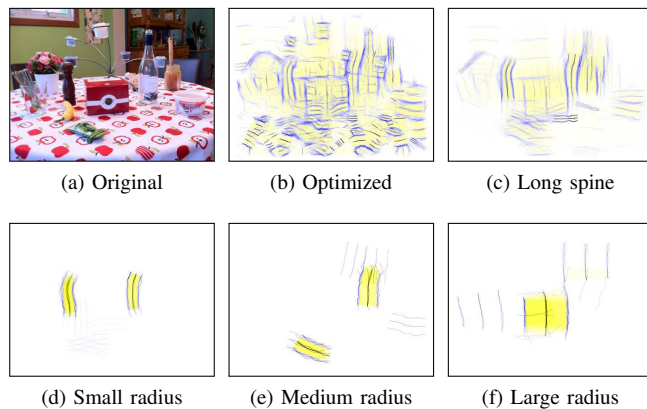 (a) Original
(b) Optimized
(c) Long spine
(d) Small radius
(e) Medium radius
(f) Large radius